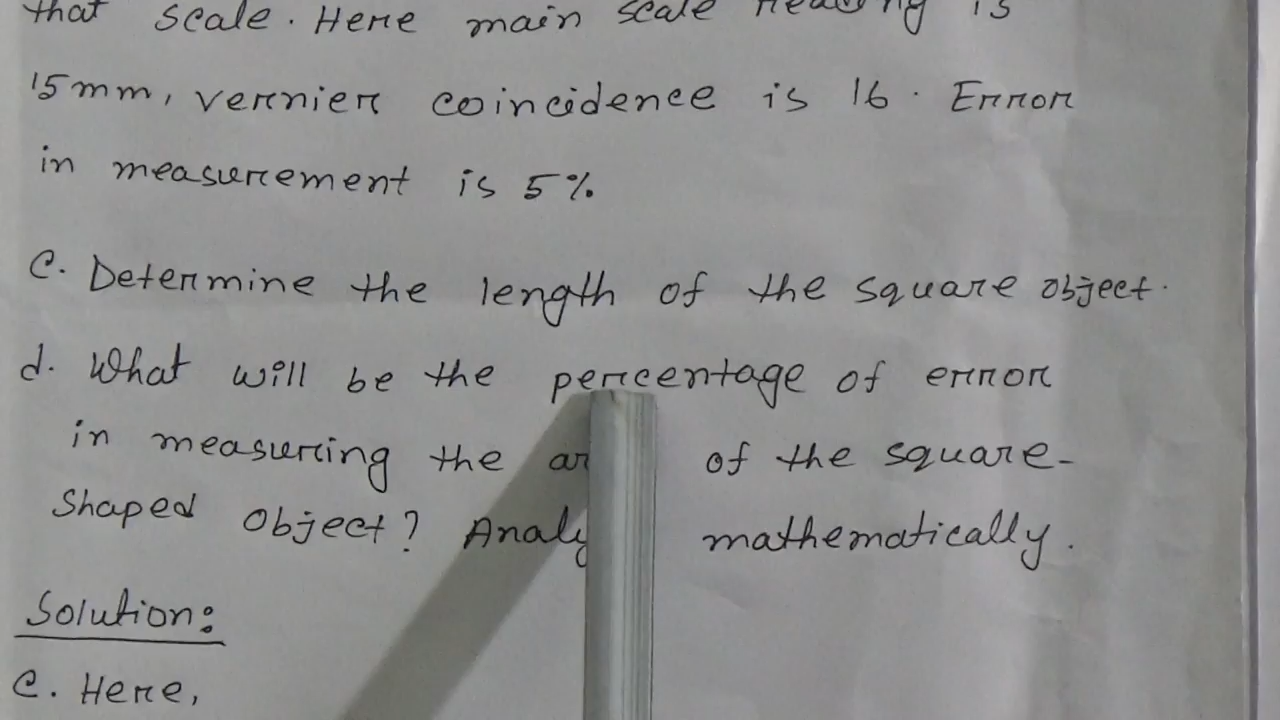 that scale. Here main scale reading is
15mm, vernier coincidence is 16. Error
in measurement is 5%
C. Determine the length of the square object.
d. What will be the percentage of error
in measuring the of the square-
Shaped Object? mathematically.
Solution:
C. Here,